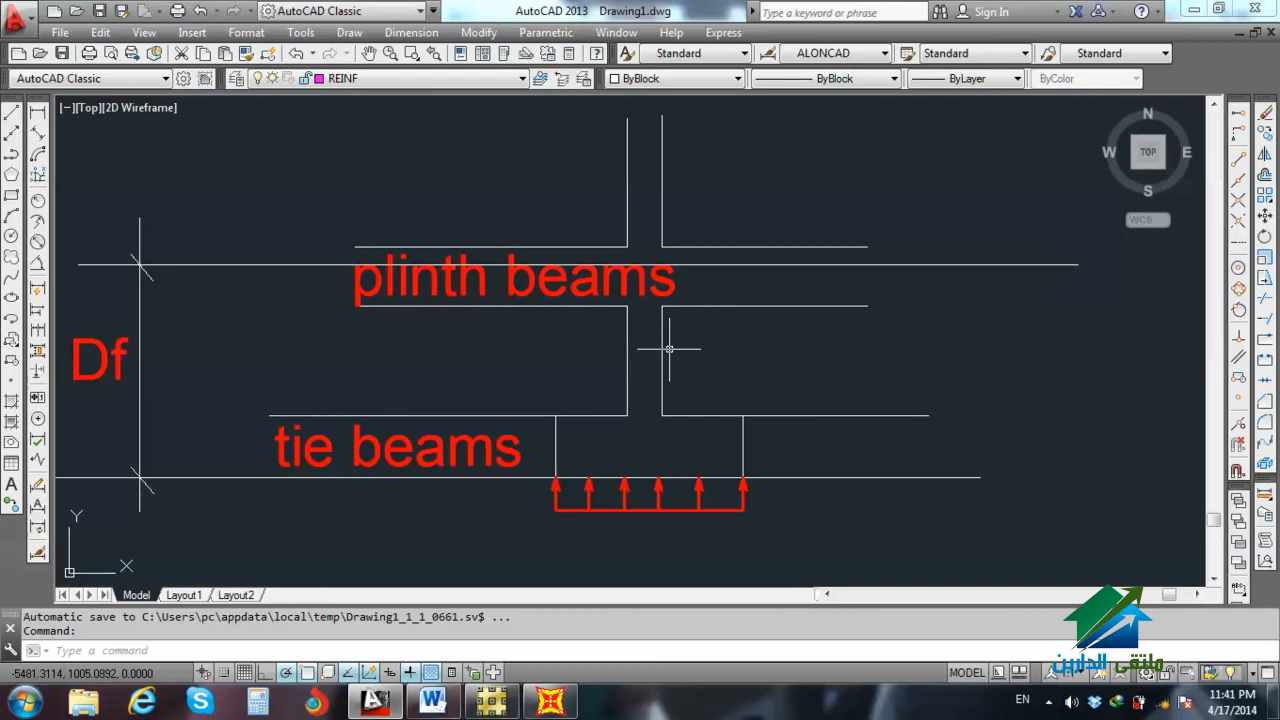 AutoCAD Classic
AutoCAD 2013 Drawing1.dwg
Type a keyword or phrase
Sign In
File Edit View Insert Format Tools Draw Dimension Modify Parametric Window Help Express
Standard
ALONCAD
Standard
Standard
AutoCAD Classic
REINF
ByBlock
ByBlock
ByLayer
ByColor
[−][Top][2D Wireframe]
N
W TOP E
S
WCS
plinth beams
Df
tie beams
Y
X
Model Layout1 Layout2
Automatic save to C:\Users\pc\appdata\local\temp\Drawing1_1_1_0661.sv$ ...
Command:
Type a command
ملتقى الدارين
-5481.3114, 1005.0892, 0.0000
MODEL
EN
11:41 PM
4/17/2014